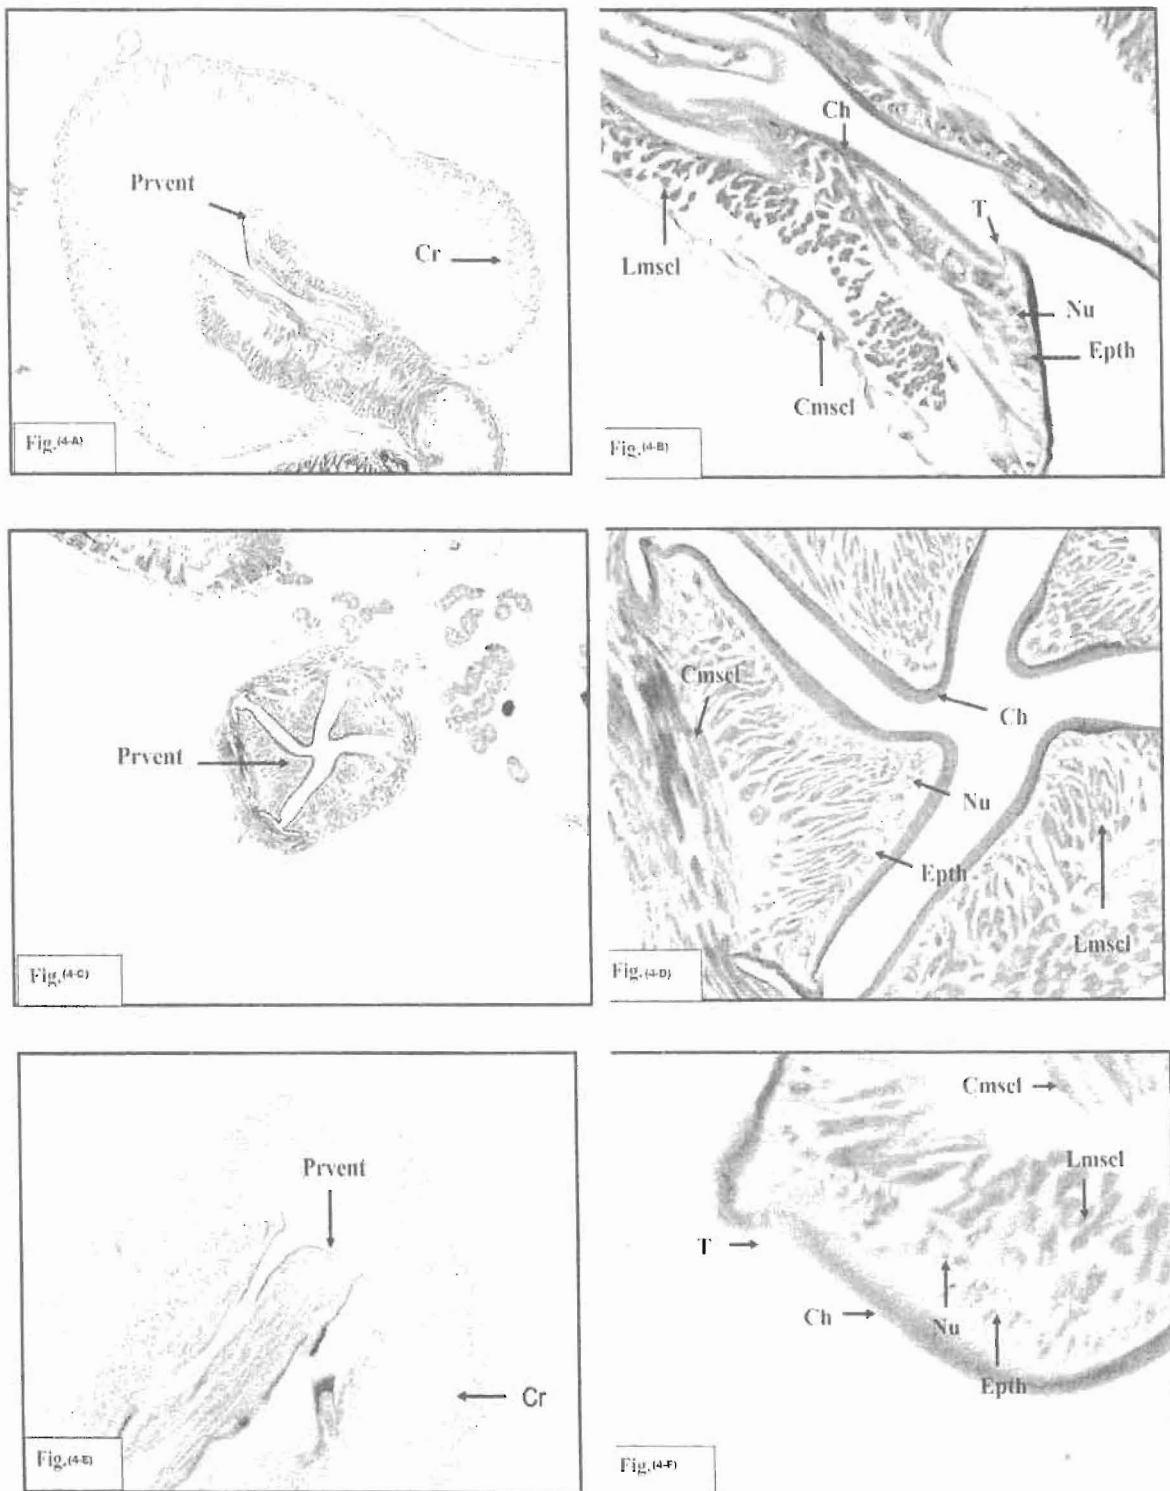 Prvent
Cr
Fig.(4-A)
Ch
T
Lmscl
Nu
Epth
Cmscl
Fig.(4-B)
Prvent
Fig.(4-C)
Cmscl
Ch
Nu
Epth
Lmscl
Fig.(4-D)
Prvent
Cr
Fig.(4-E)
Cmscl
Lmscl
T
Ch
Nu
Epth
Fig.(4-F)